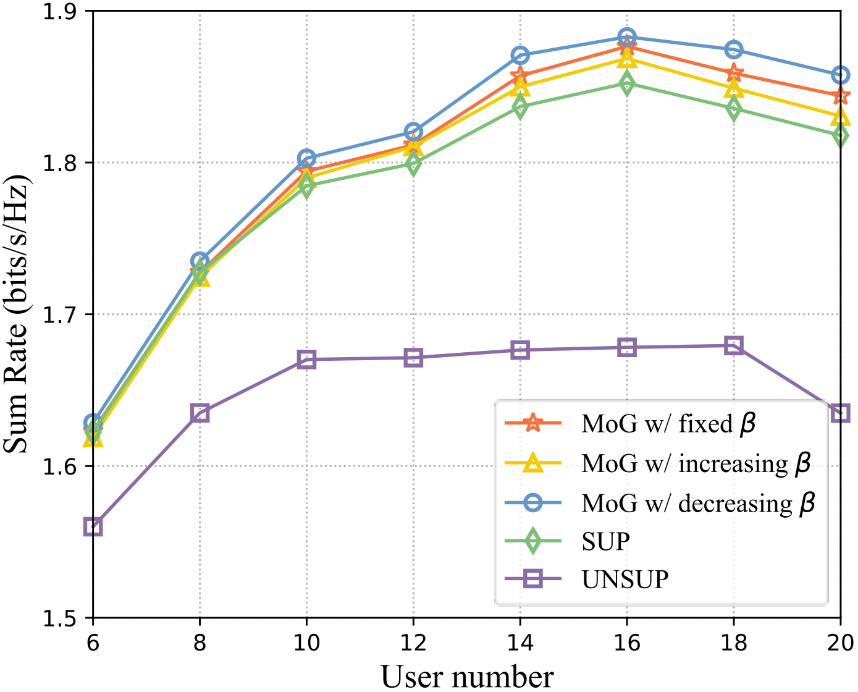 Sum Rate (bits/s/Hz)
1.9
1.8
1.7
1.6
1.5
MoG w/ fixed β
MoG w/ increasing β
MoG w/ decreasing β
SUP
UNSUP
6 8 10 12 14 16 18 20
User number